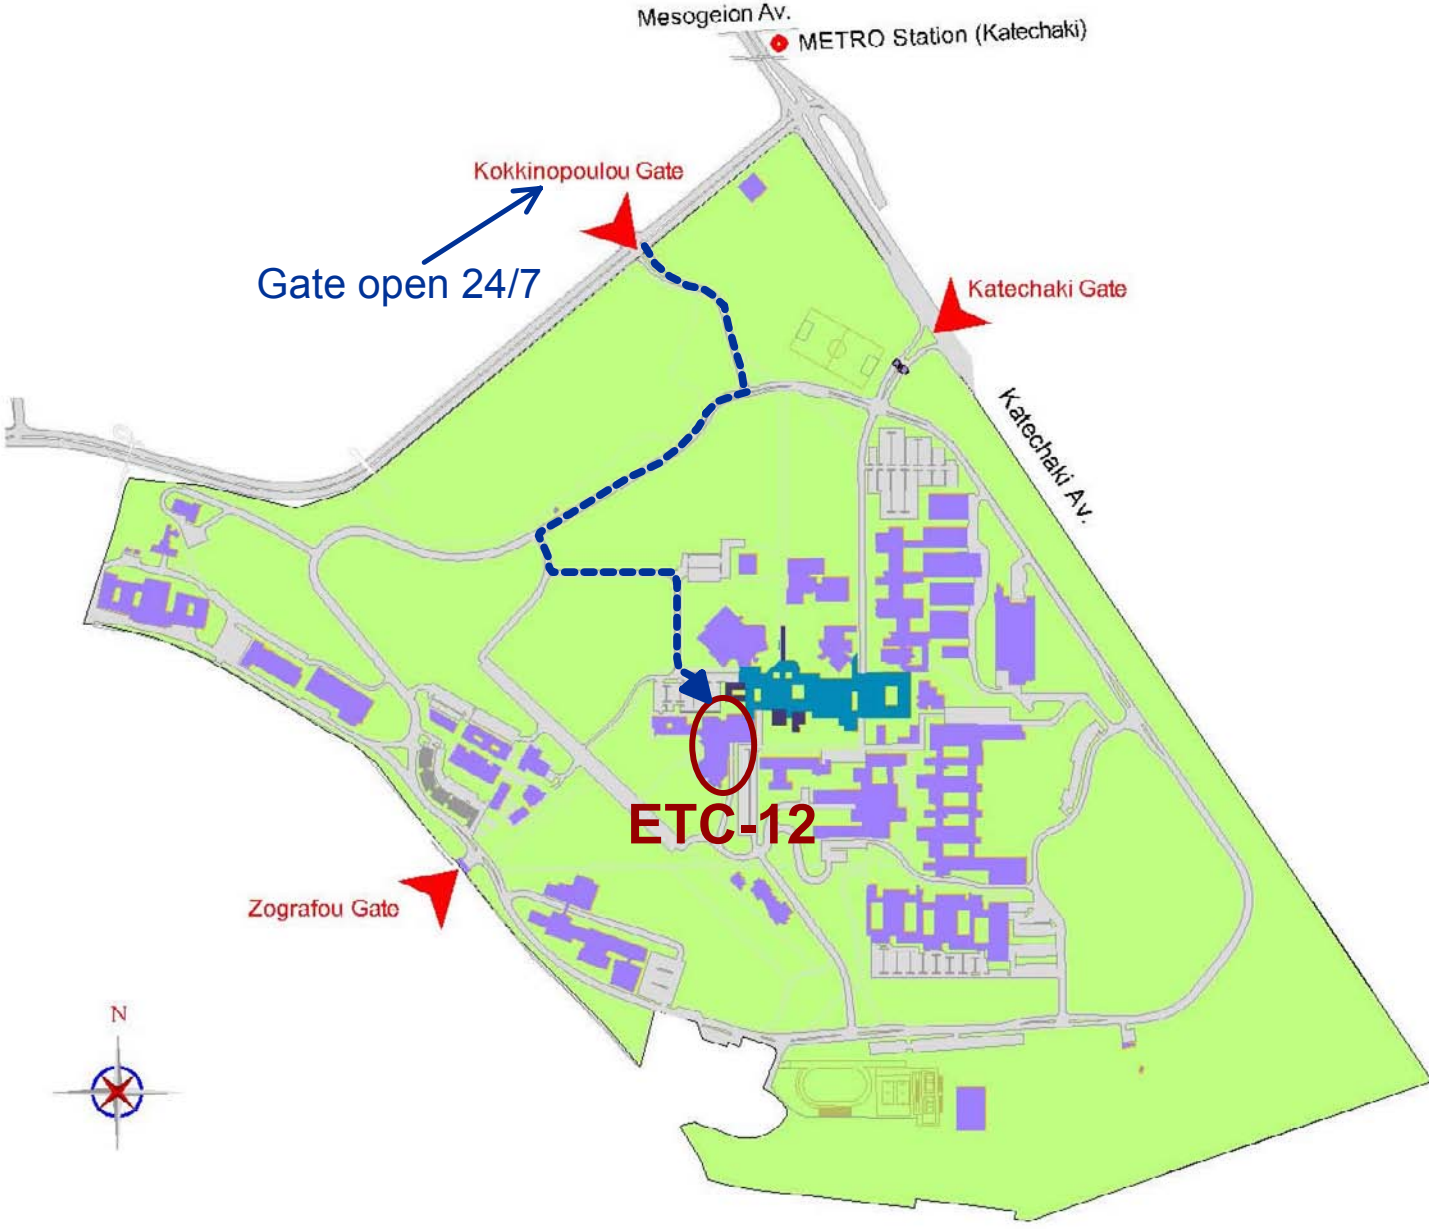 Mesogeion Av.
METRO Station (Katechaki)
Kokkinopoulou Gate
Gate open 24/7
Katechaki Gate
Katechaki Av.
ETC-12
Zografou Gate
N